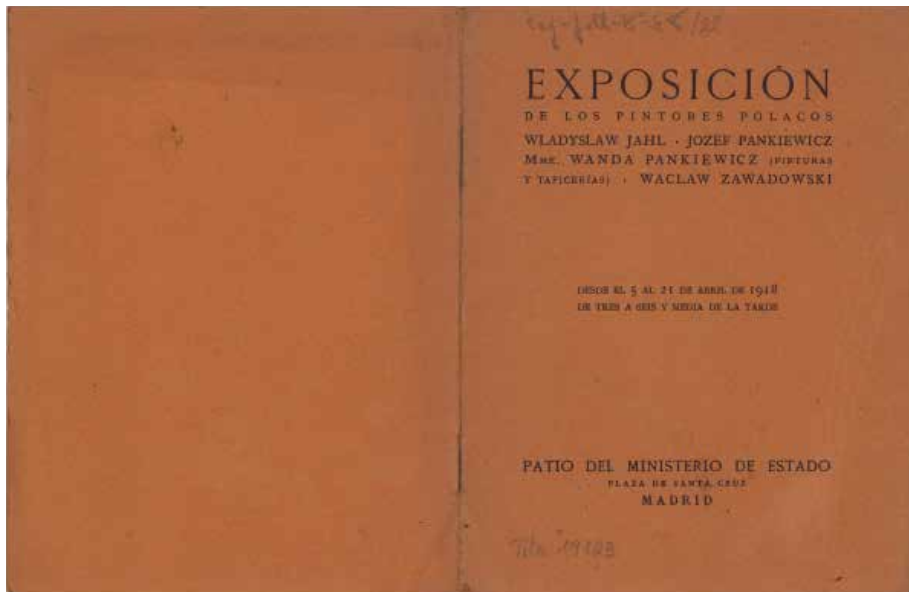 EXPOSICIÓN
DE LOS PINTORES POLACOS
WLADYSLAW JAHL · JOZEF PANKIEWICZ
MME. WANDA PANKIEWICZ (PINTURAS
Y TAPICERÍAS) · WACLAW ZAWADOWSKI
DESDE EL 5 AL 21 DE ABRIL DE 1918
DE TRES A SEIS Y MEDIA DE LA TARDE
PATIO DEL MINISTERIO DE ESTADO
PLAZA DE SANTA CRUZ
MADRID